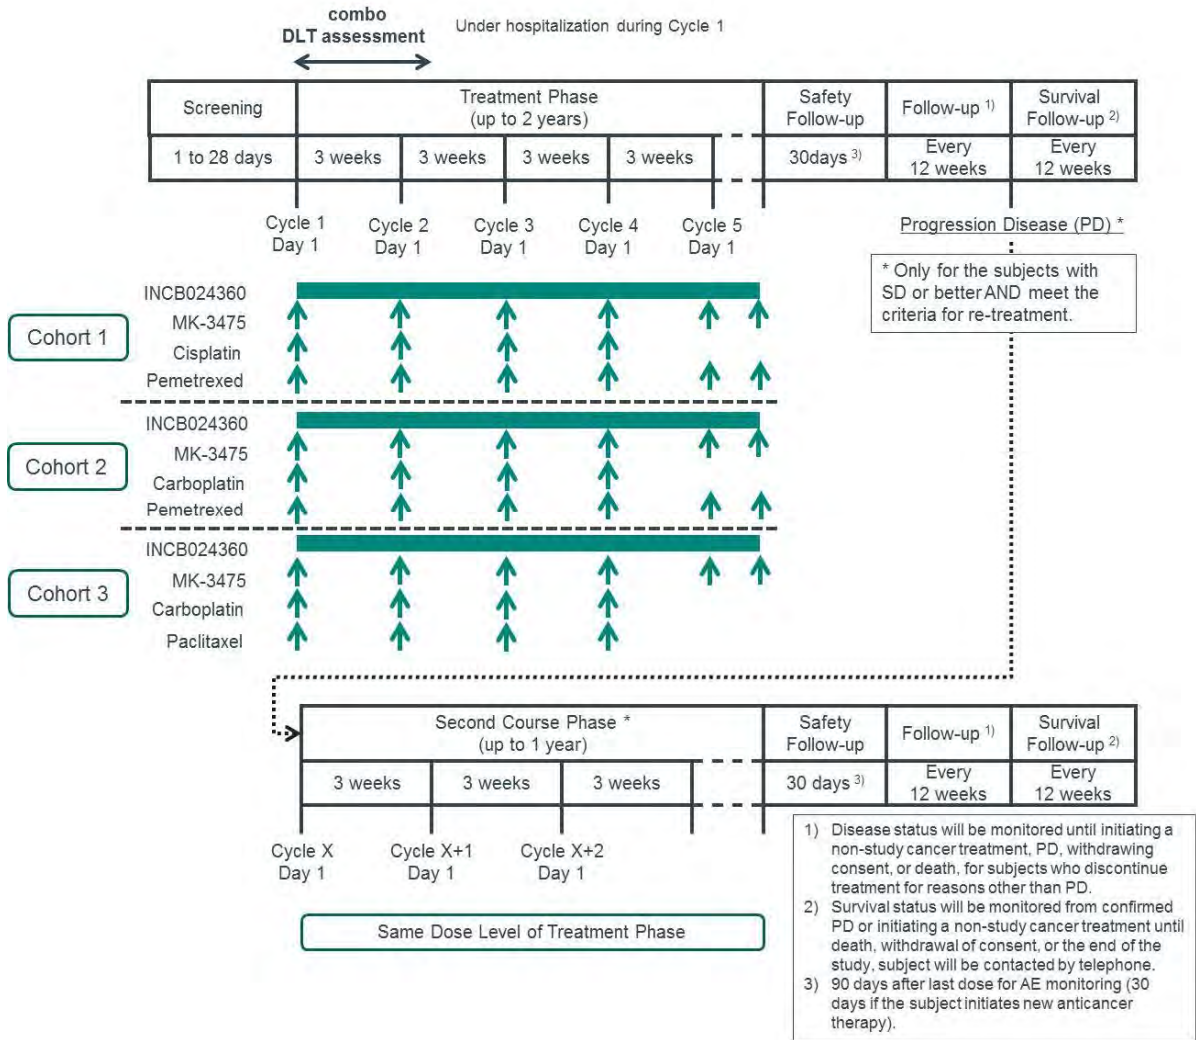 combo
DLT assessment
Under hospitalization during Cycle 1
Screening
Treatment Phase
(up to 2 years)
Safety
Follow-up
Follow-up 1)
Survival
Follow-up 2)
1 to 28 days
3 weeks
3 weeks
3 weeks
3 weeks
30days 3)
Every
12 weeks
Every
12 weeks
Cycle 1
Day 1
Cycle 2
Day 1
Cycle 3
Day 1
Cycle 4
Day 1
Cycle 5
Day 1
Progression Disease (PD) *
* Only for the subjects with
SD or better AND meet the
criteria for re-treatment.
Cohort 1
INCB024360
MK-3475
Cisplatin
Pemetrexed
Cohort 2
INCB024360
MK-3475
Carboplatin
Pemetrexed
Cohort 3
INCB024360
MK-3475
Carboplatin
Paclitaxel
Second Course Phase *
(up to 1 year)
Safety
Follow-up
Follow-up 1)
Survival
Follow-up 2)
3 weeks
3 weeks
3 weeks
30 days 3)
Every
12 weeks
Every
12 weeks
Cycle X
Day 1
Cycle X+1
Day 1
Cycle X+2
Day 1
Same Dose Level of Treatment Phase
1) Disease status will be monitored until initiating a
non-study cancer treatment, PD, withdrawing
consent, or death, for subjects who discontinue
treatment for reasons other than PD.
2) Survival status will be monitored from confirmed
PD or initiating a non-study cancer treatment until
death, withdrawal of consent, or the end of the
study, subject will be contacted by telephone.
3) 90 days after last dose for AE monitoring (30
days if the subject initiates new anticancer
therapy).